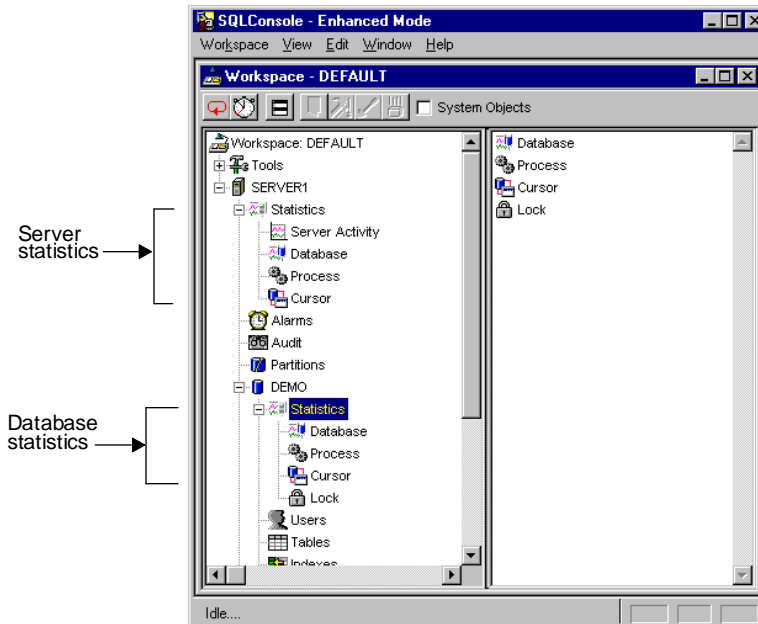 SQLConsole - Enhanced Mode
Workspace View Edit Window Help
Workspace - DEFAULT
System Objects
Workspace: DEFAULT
Tools
SERVER1
Statistics
Server Activity
Database
Process
Cursor
Alarms
Audit
Partitions
DEMO
Statistics
Database
Process
Cursor
Lock
Users
Tables
Indexes
Database
Process
Cursor
Lock
Server
statistics
Database
statistics
Idle....